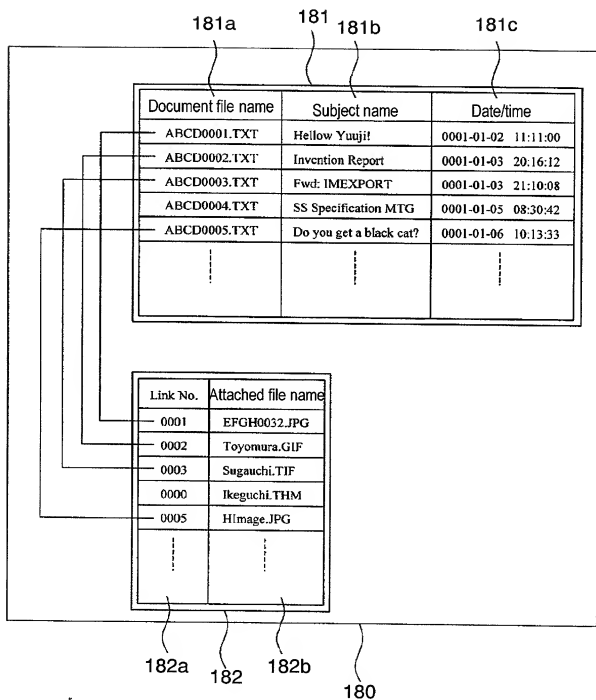 181a 181 181b 181c
Document file name Subject name Date/time
ABCD0001.TXT Hellow Yuuji! 0001-01-02 11:11:00
ABCD0002.TXT Invention Report 0001-01-03 20:16:12
ABCD0003.TXT Fwd: IMEXPORT 0001-01-03 21:10:08
ABCD0004.TXT SS Specification MTG 0001-01-05 08:30:42
ABCD0005.TXT Do you get a black cat? 0001-01-06 10:13:33
Link No. Attached file name
0001 EFGH0032.JPG
0002 Toyomura.GIF
0003 Sugauchi.TIF
0000 Ikeguchi.THM
0005 HImage.JPG
182a 182 182b
180